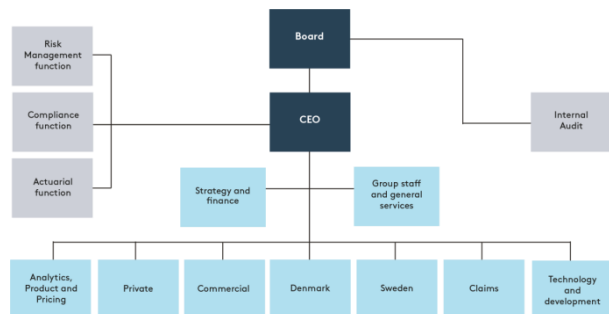 Board
Risk
Management
function
Compliance
function
CEO
Internal
Audit
Actuarial
function
Strategy and
finance
Group staff
and general
services
Analytics,
Product and
Pricing
Private
Commercial
Denmark
Sweden
Claims
Technology
and
development